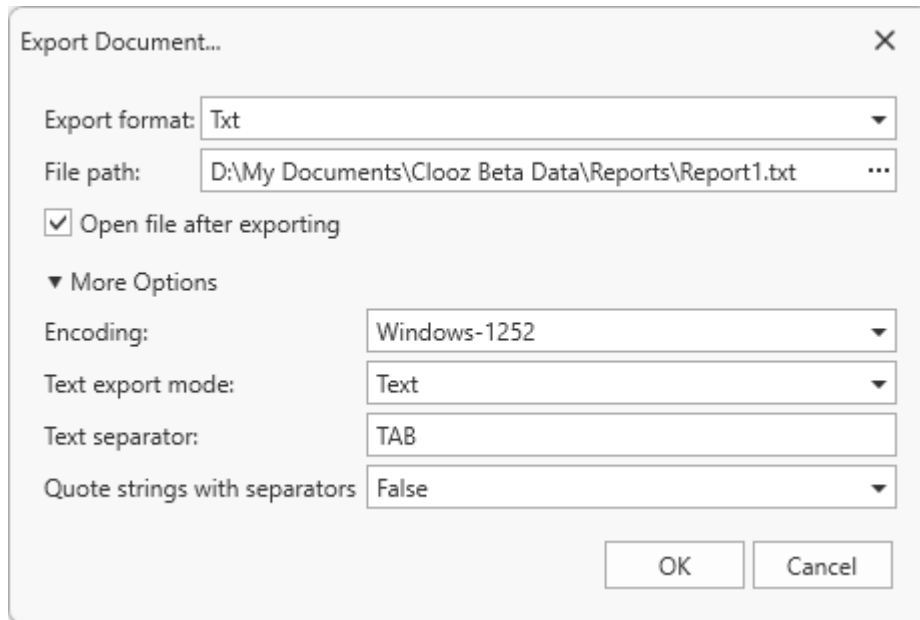 Export Document...
Export format: Txt
File path: D:\My Documents\Clooz Beta Data\Reports\Report1.txt ...
Open file after exporting
More Options
Encoding: Windows-1252
Text export mode: Text
Text separator: TAB
Quote strings with separators False
OK Cancel